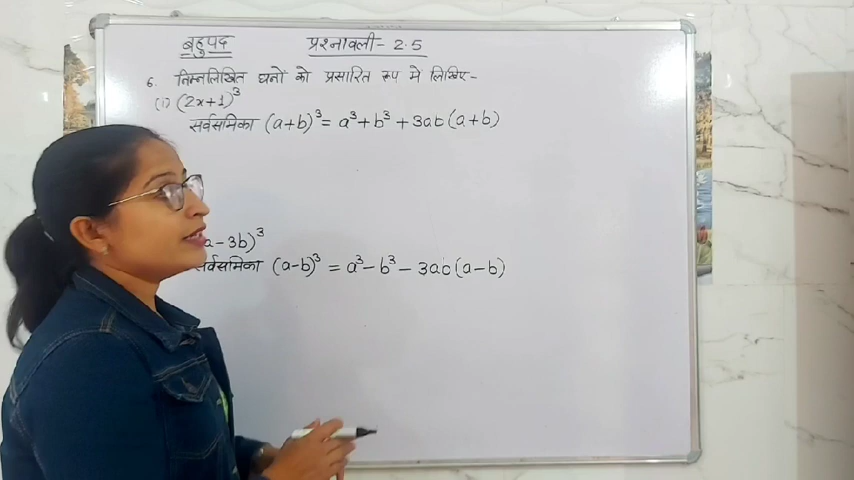 बहुपद प्रश्नावली- 2.5
6. निम्नलिखित घनों को प्रसारित रूप मे लिखिए-
(i) (2x+1)³
सर्वसमिका (a+b)³ = a³+b³+3ab(a+b)
a-3b)³
सर्वसमिका (a-b)³ = a³-b³-3ab(a-b)